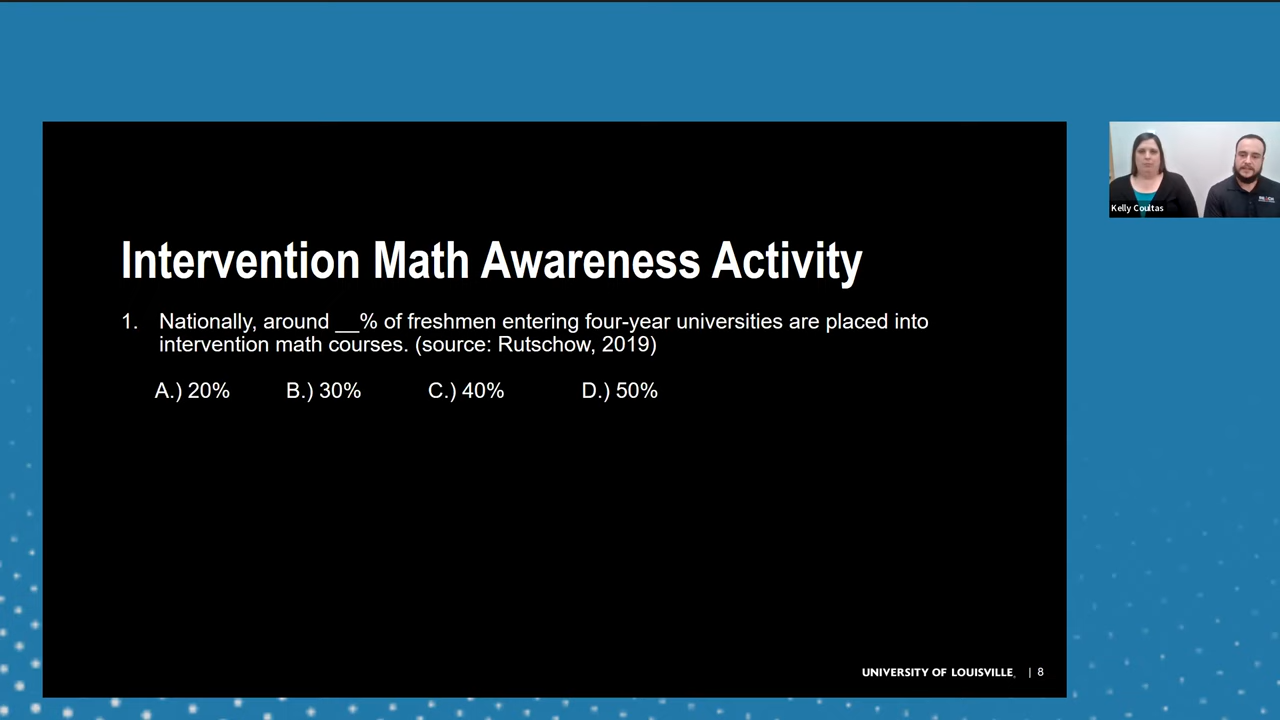 Intervention Math Awareness Activity
1. Nationally, around __% of freshmen entering four-year universities are placed into
intervention math courses. (source: Rutschow, 2019)
A.) 20% B.) 30% C.) 40% D.) 50%
Kelly Coultas
UNIVERSITY OF LOUISVILLE. | 8